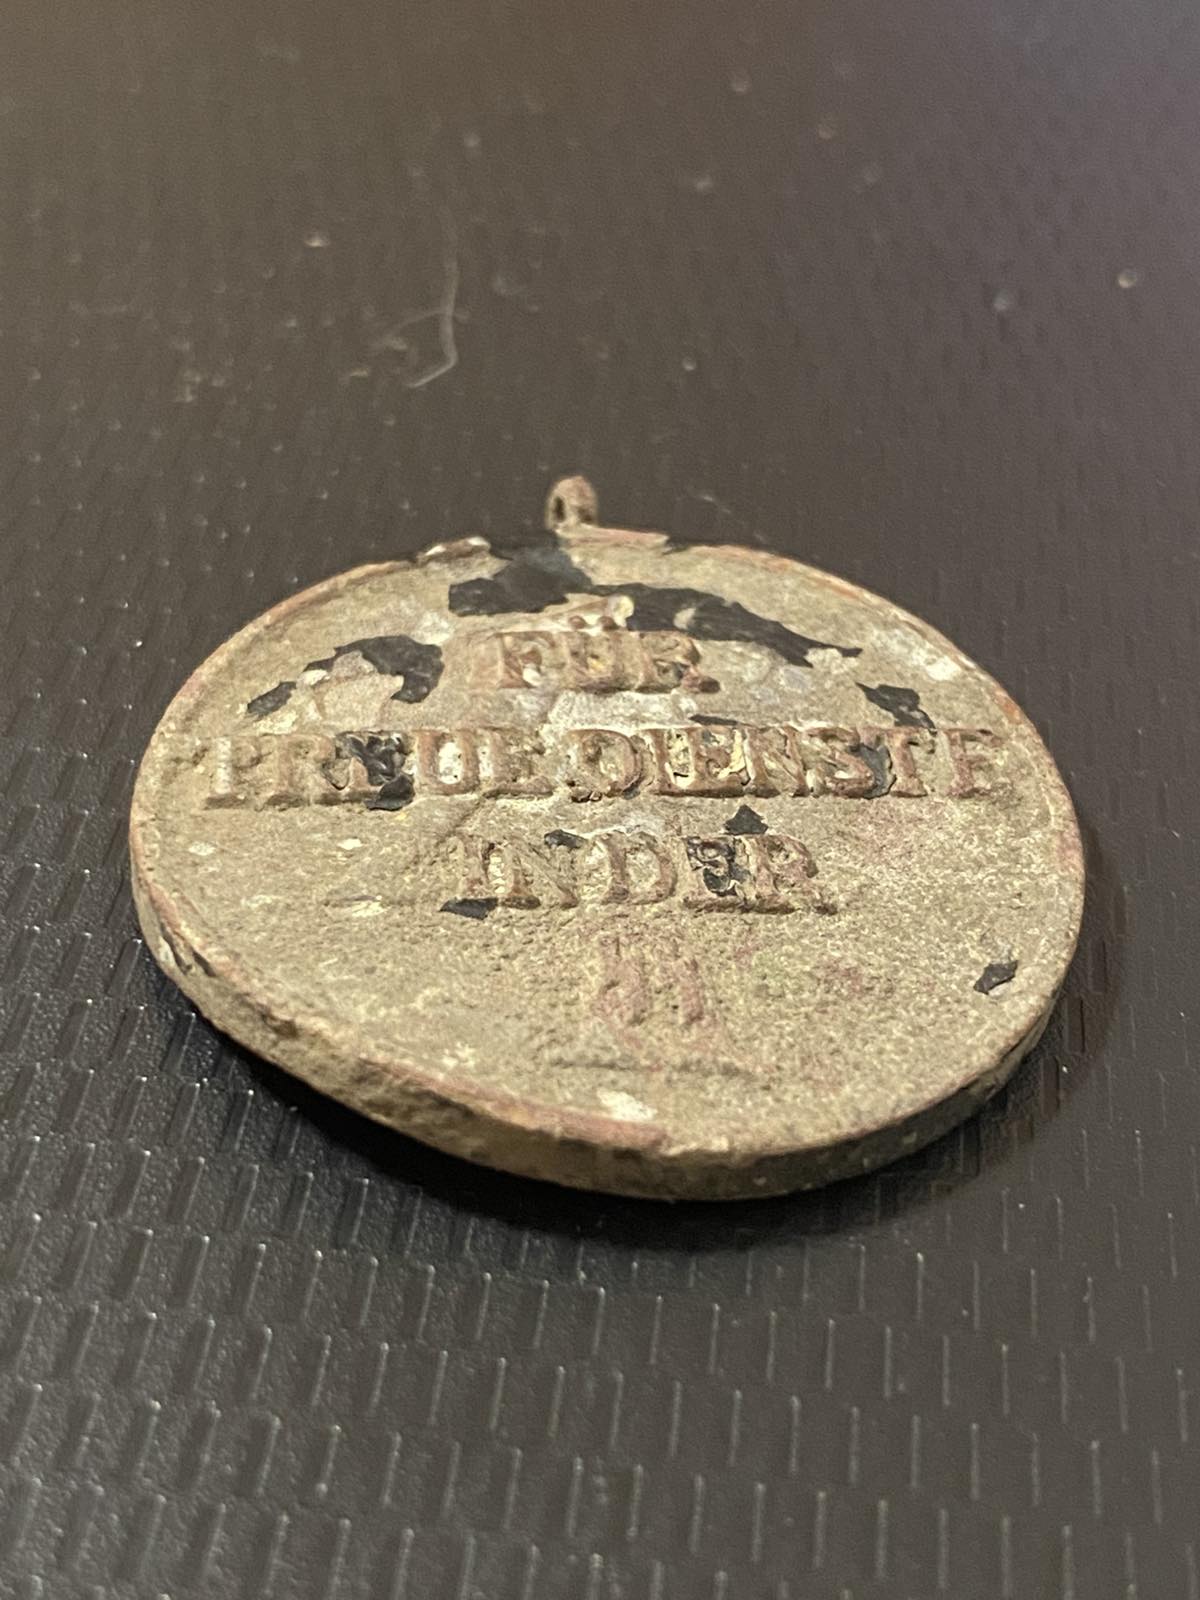 FÜR
TREUE DIENSTE
IN DER